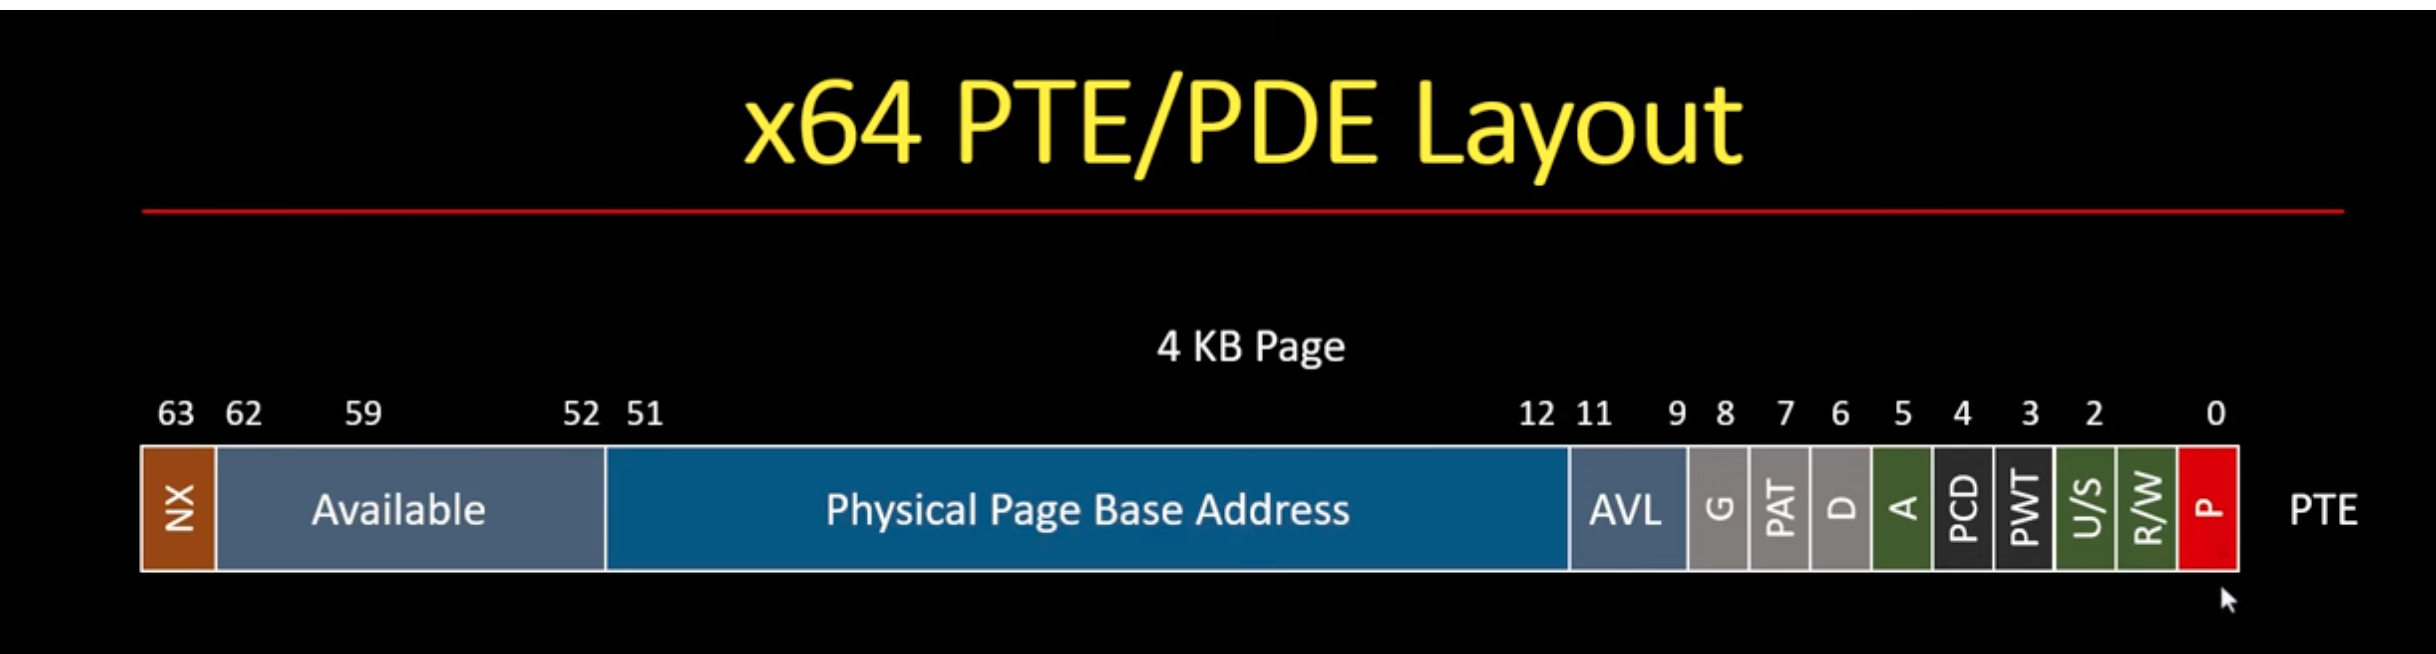 x64 PTE/PDE Layout
4 KB Page
63 62 59 52 51 12 11 9 8 7 6 5 4 3 2 0
NX Available Physical Page Base Address AVL G PAT D A PCD PWT U/S R/W P PTE